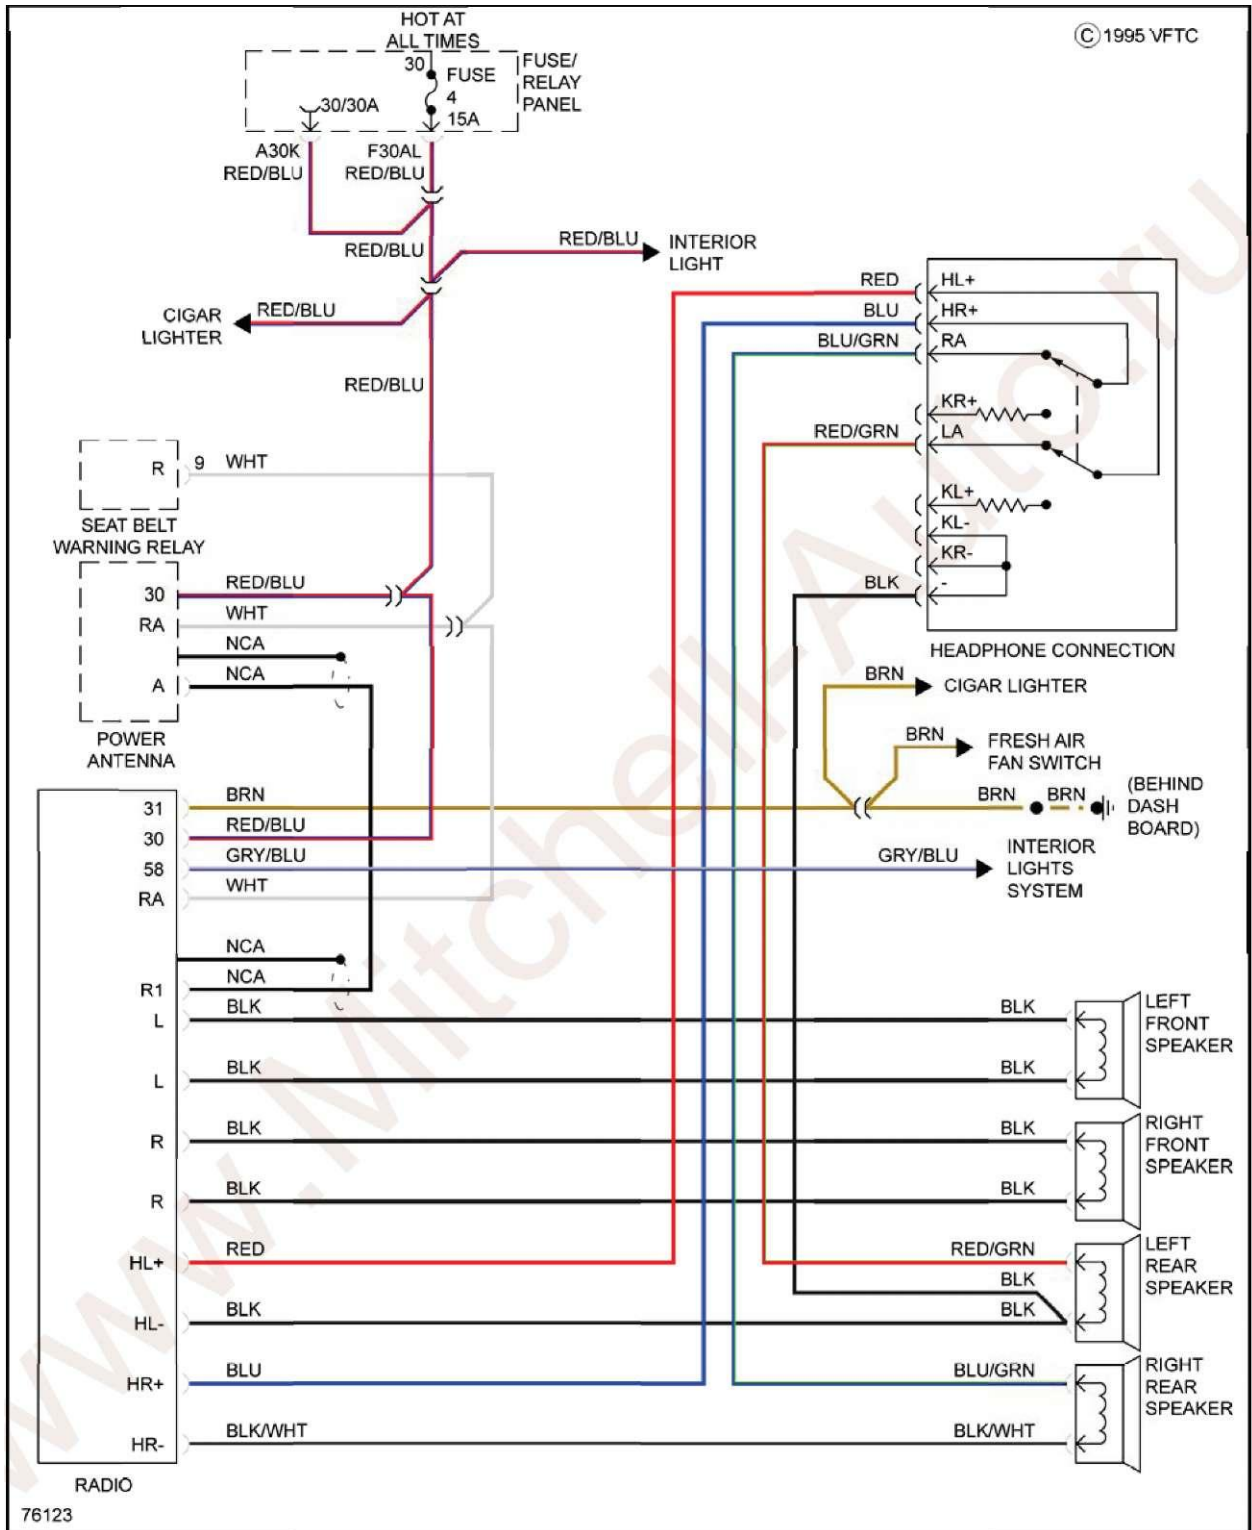 HOT AT
ALL TIMES
© 1995 VFTC
30
FUSE
4
15A
30/30A
FUSE/
RELAY
PANEL
A30K
RED/BLU
F30AL
RED/BLU
RED/BLU
RED/BLU
INTERIOR
LIGHT
CIGAR
LIGHTER
RED/BLU
RED/BLU
RED
HL+
BLU
HR+
BLU/GRN
RA
KR+
RED/GRN
LA
KL+
KL-
KR-
BLK
-
HEADPHONE CONNECTION
R
9
WHT
SEAT BELT
WARNING RELAY
30
RED/BLU
RA
WHT
NCA
A
NCA
POWER
ANTENNA
BRN
CIGAR LIGHTER
BRN
FRESH AIR
FAN SWITCH
31
BRN
BRN
BRN
(BEHIND
DASH
BOARD)
30
RED/BLU
58
GRY/BLU
GRY/BLU
INTERIOR
LIGHTS
SYSTEM
RA
WHT
NCA
R1
NCA
L
BLK
BLK
LEFT
FRONT
SPEAKER
L
BLK
BLK
R
BLK
BLK
RIGHT
FRONT
SPEAKER
R
BLK
BLK
HL+
RED
RED/GRN
LEFT
REAR
SPEAKER
BLK
HL-
BLK
BLK
HR+
BLU
BLU/GRN
RIGHT
REAR
SPEAKER
HR-
BLK/WHT
BLK/WHT
RADIO
76123
www.Mitchell-Auto.ru